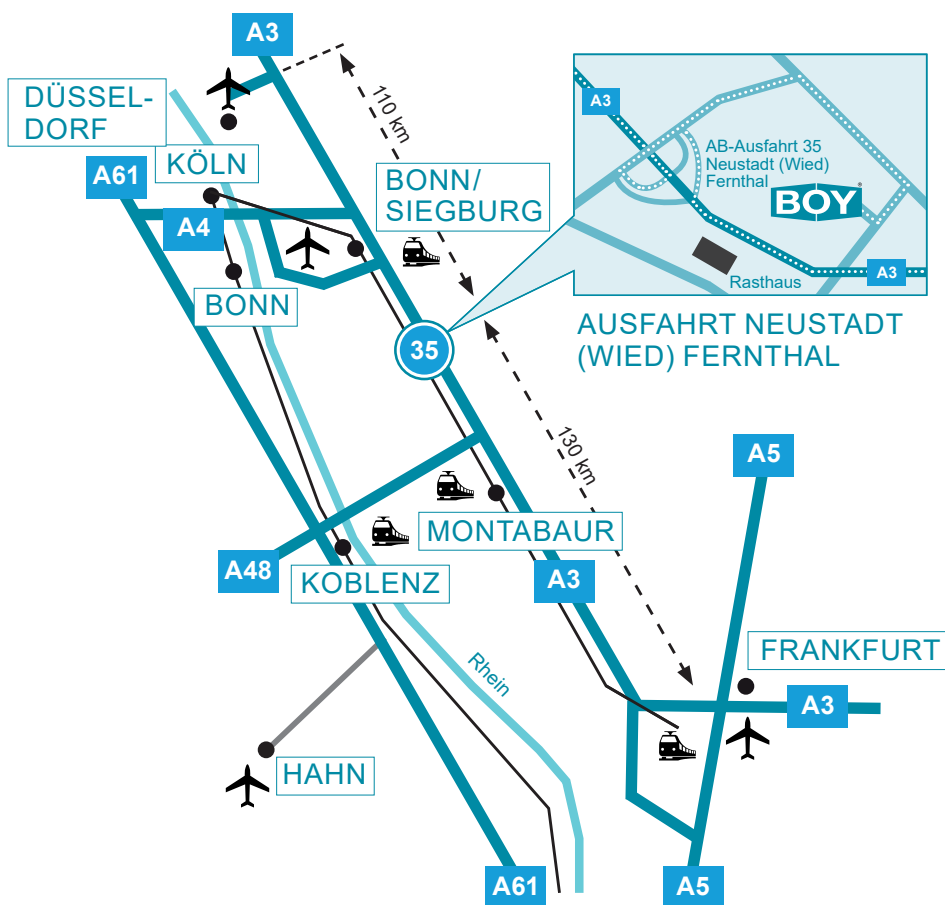 A3
DÜSSEL-
DORF
110 km
A3
AB-Ausfahrt 35
Neustadt (Wied)
Fernthal
BOY
®
Rasthaus
A3
AUSFAHRT NEUSTADT
(WIED) FERNTHAL
A61
KÖLN
BONN/
SIEGBURG
A4
BONN
35
130 km
A5
MONTABAUR
A48
KOBLENZ
A3
Rhein
FRANKFURT
A3
HAHN
A61
A5